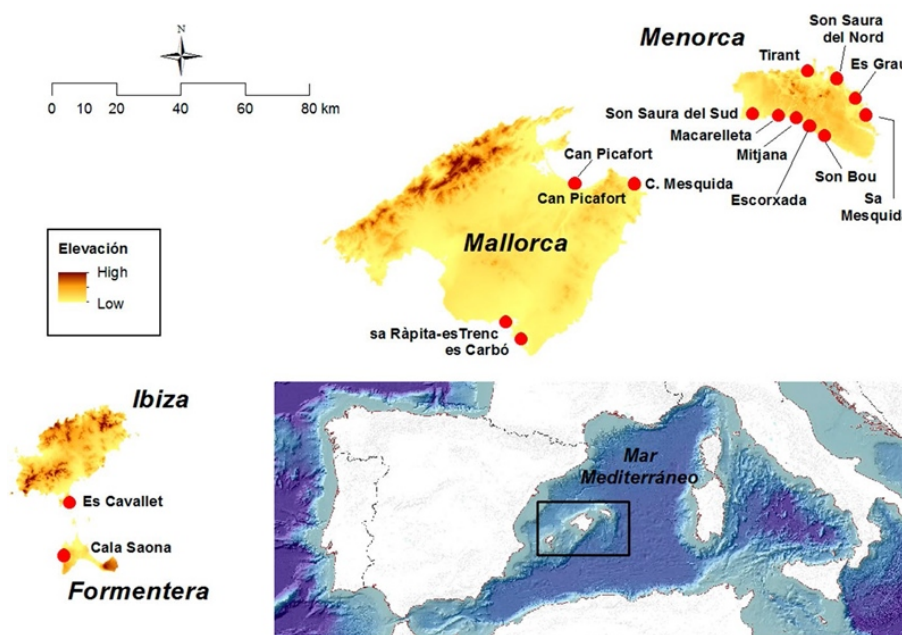 N
0 10 20 40 60 80 km
Menorca
Son Saura
del Nord
Tirant
Es Grau
Son Saura del Sud
Macarelleta
Mitjana
Escorxada
Son Bou
Sa
Mesquida
Can Picafort
Can Picafort
C. Mesquida
Mallorca
sa Ràpita-esTrenc
es Carbó
Elevación
High
Low
Ibiza
Es Cavallet
Cala Saona
Formentera
Mar
Mediterráneo